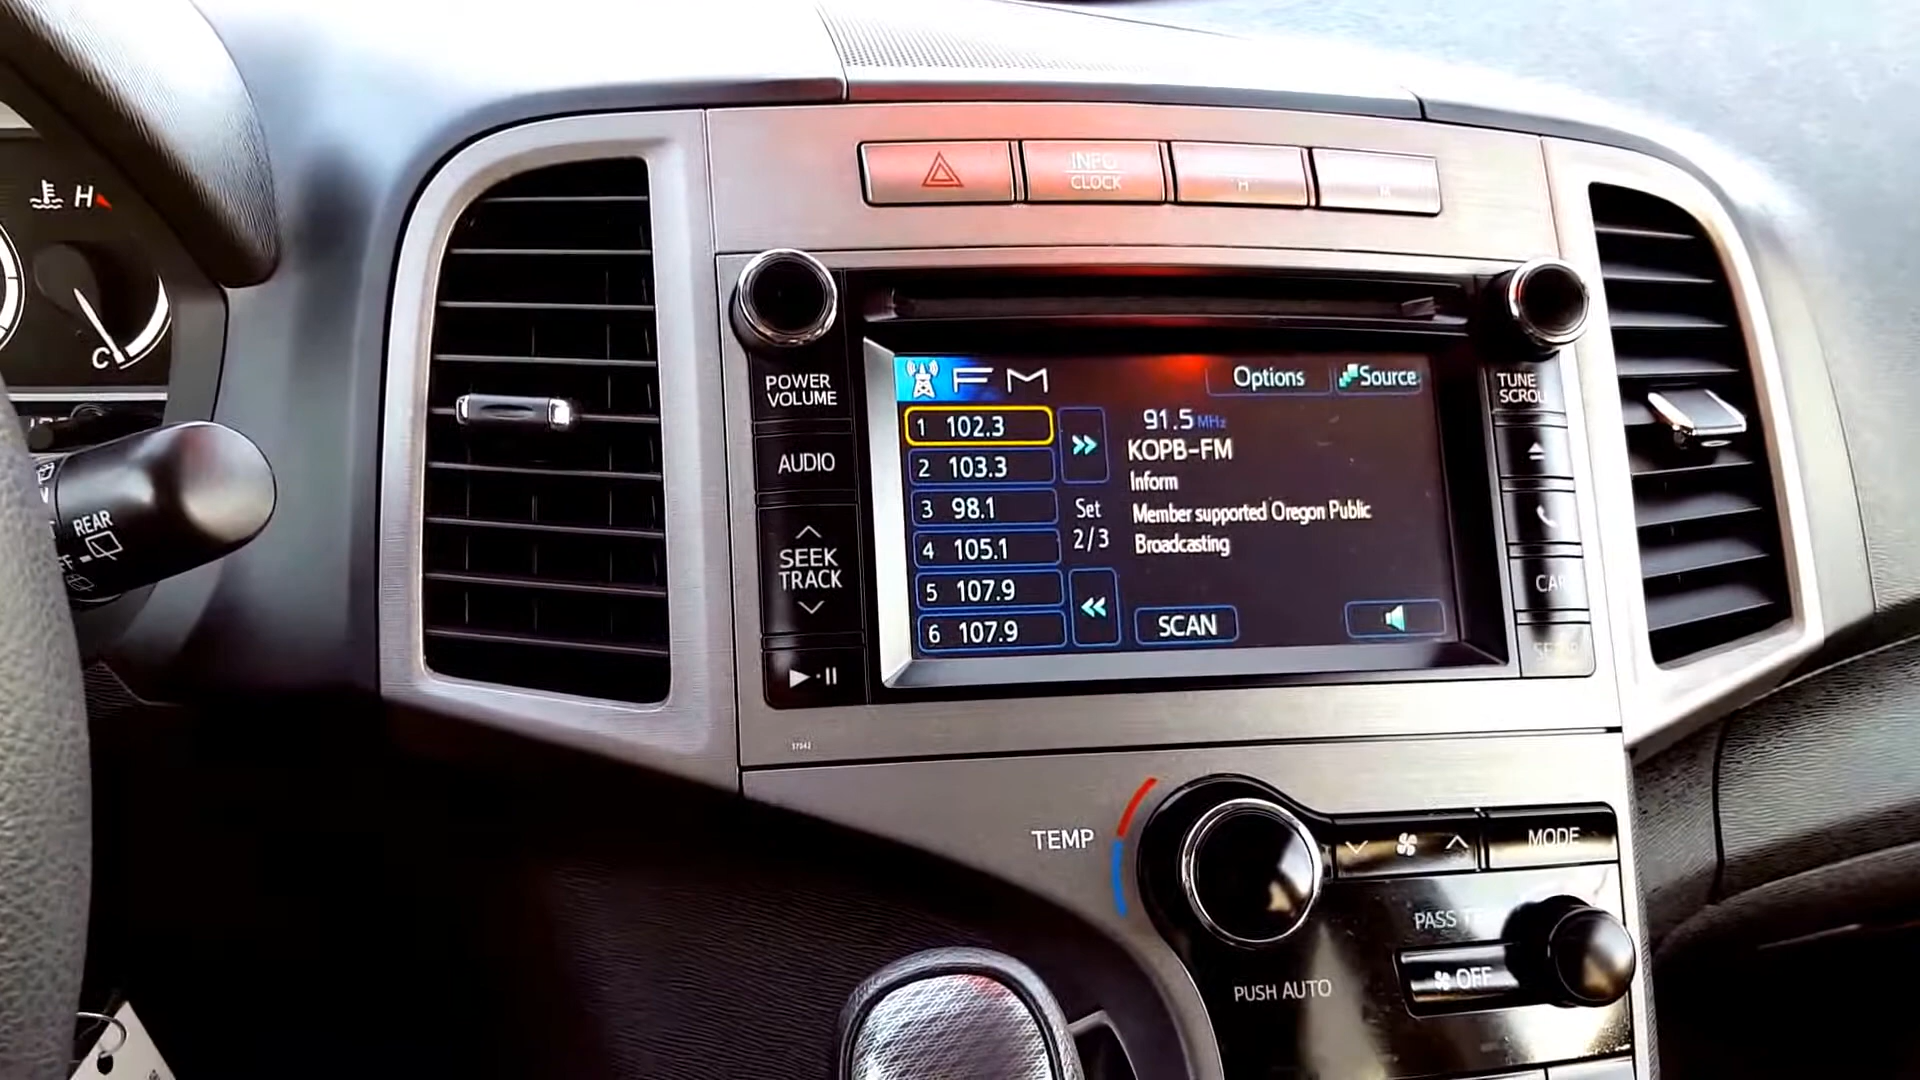 H
C
REAR
INFO
CLOCK
POWER
VOLUME
AUDIO
SEEK
TRACK
FM
Options
Source
1 102.3
2 103.3
3 98.1
4 105.1
5 107.9
6 107.9
Set
2/3
91.5 MHz
KOPB-FM
Inform
Member supported Oregon Public
Broadcasting
SCAN
TUNE
CAR
TEMP
MODE
PASS
OFF
PUSH AUTO